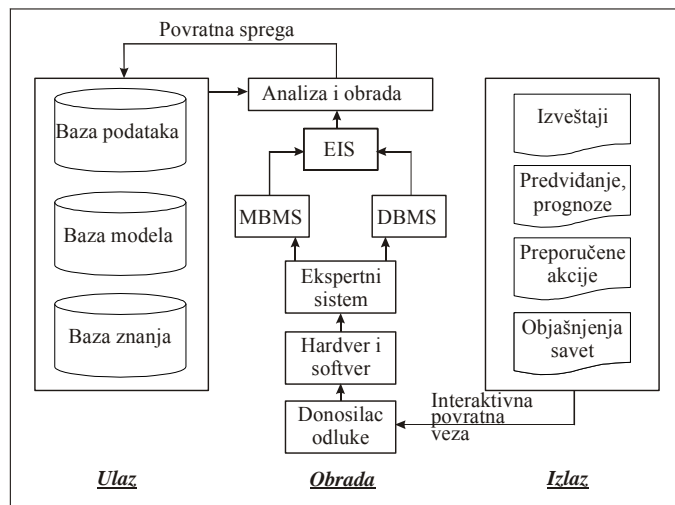 Povratna sprega
Baza podataka
Baza modela
Baza znanja
Analiza i obrada
EIS
MBMS
DBMS
Ekspertni
sistem
Hardver i
softver
Donosilac
odluke
Izveštaji
Predviđanje,
prognoze
Preporučene
akcije
Objašnjenja
savet
Interaktivna
povratna
veza
Ulaz
Obrada
Izlaz